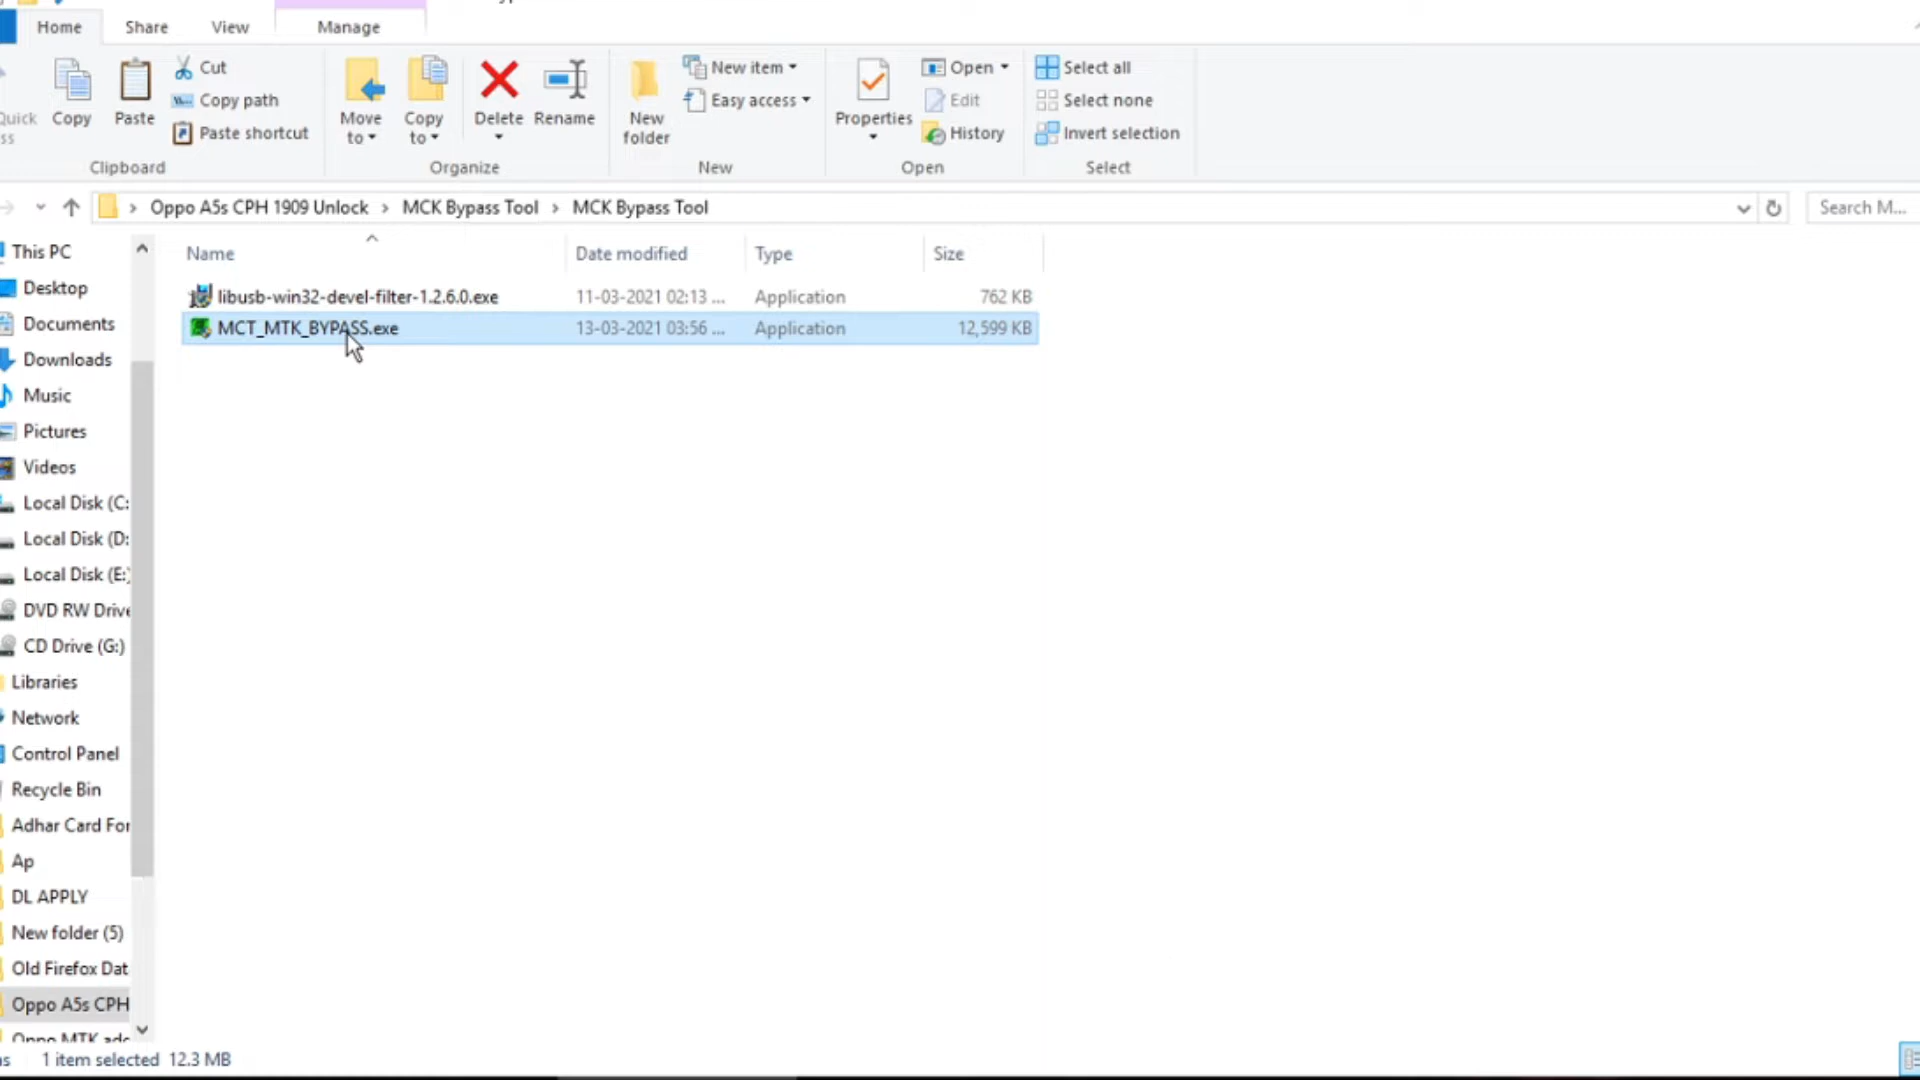 Home Share View Manage
Copy
Paste
Cut
Copy path
Paste shortcut
Clipboard
Move to
Copy to
Delete
Rename
Organize
New folder
New item
Easy access
New
Properties
Open
Edit
History
Open
Select all
Select none
Invert selection
Select
Oppo A5s CPH 1909 Unlock MCK Bypass Tool MCK Bypass Tool
Search M...
Name Date modified Type Size
libusb-win32-devel-filter-1.2.6.0.exe 11-03-2021 02:13 ... Application 762 KB
MCT_MTK_BYPASS.exe 13-03-2021 03:56 ... Application 12,599 KB
This PC
Desktop
Documents
Downloads
Music
Pictures
Videos
Local Disk (C:
Local Disk (D:
Local Disk (E:)
DVD RW Drive
CD Drive (G:)
Libraries
Network
Control Panel
Recycle Bin
Adhar Card For
Ap
DL APPLY
New folder (5)
Old Firefox Dat
Oppo A5s CPH
1 item selected 12.3 MB